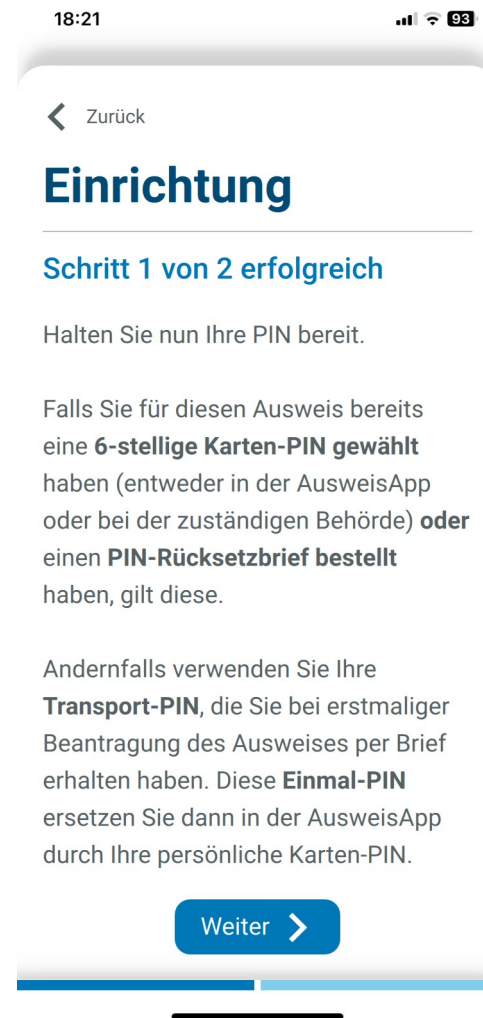 18:21
93
Zurück
Einrichtung
Schritt 1 von 2 erfolgreich
Halten Sie nun Ihre PIN bereit.
Falls Sie für diesen Ausweis bereits
eine 6-stellige Karten-PIN gewählt
haben (entweder in der AusweisApp
oder bei der zuständigen Behörde) oder
einen PIN-Rücksetzbrief bestellt
haben, gilt diese.
Andernfalls verwenden Sie Ihre
Transport-PIN, die Sie bei erstmaliger
Beantragung des Ausweises per Brief
erhalten haben. Diese Einmal-PIN
ersetzen Sie dann in der AusweisApp
durch Ihre persönliche Karten-PIN.
Weiter